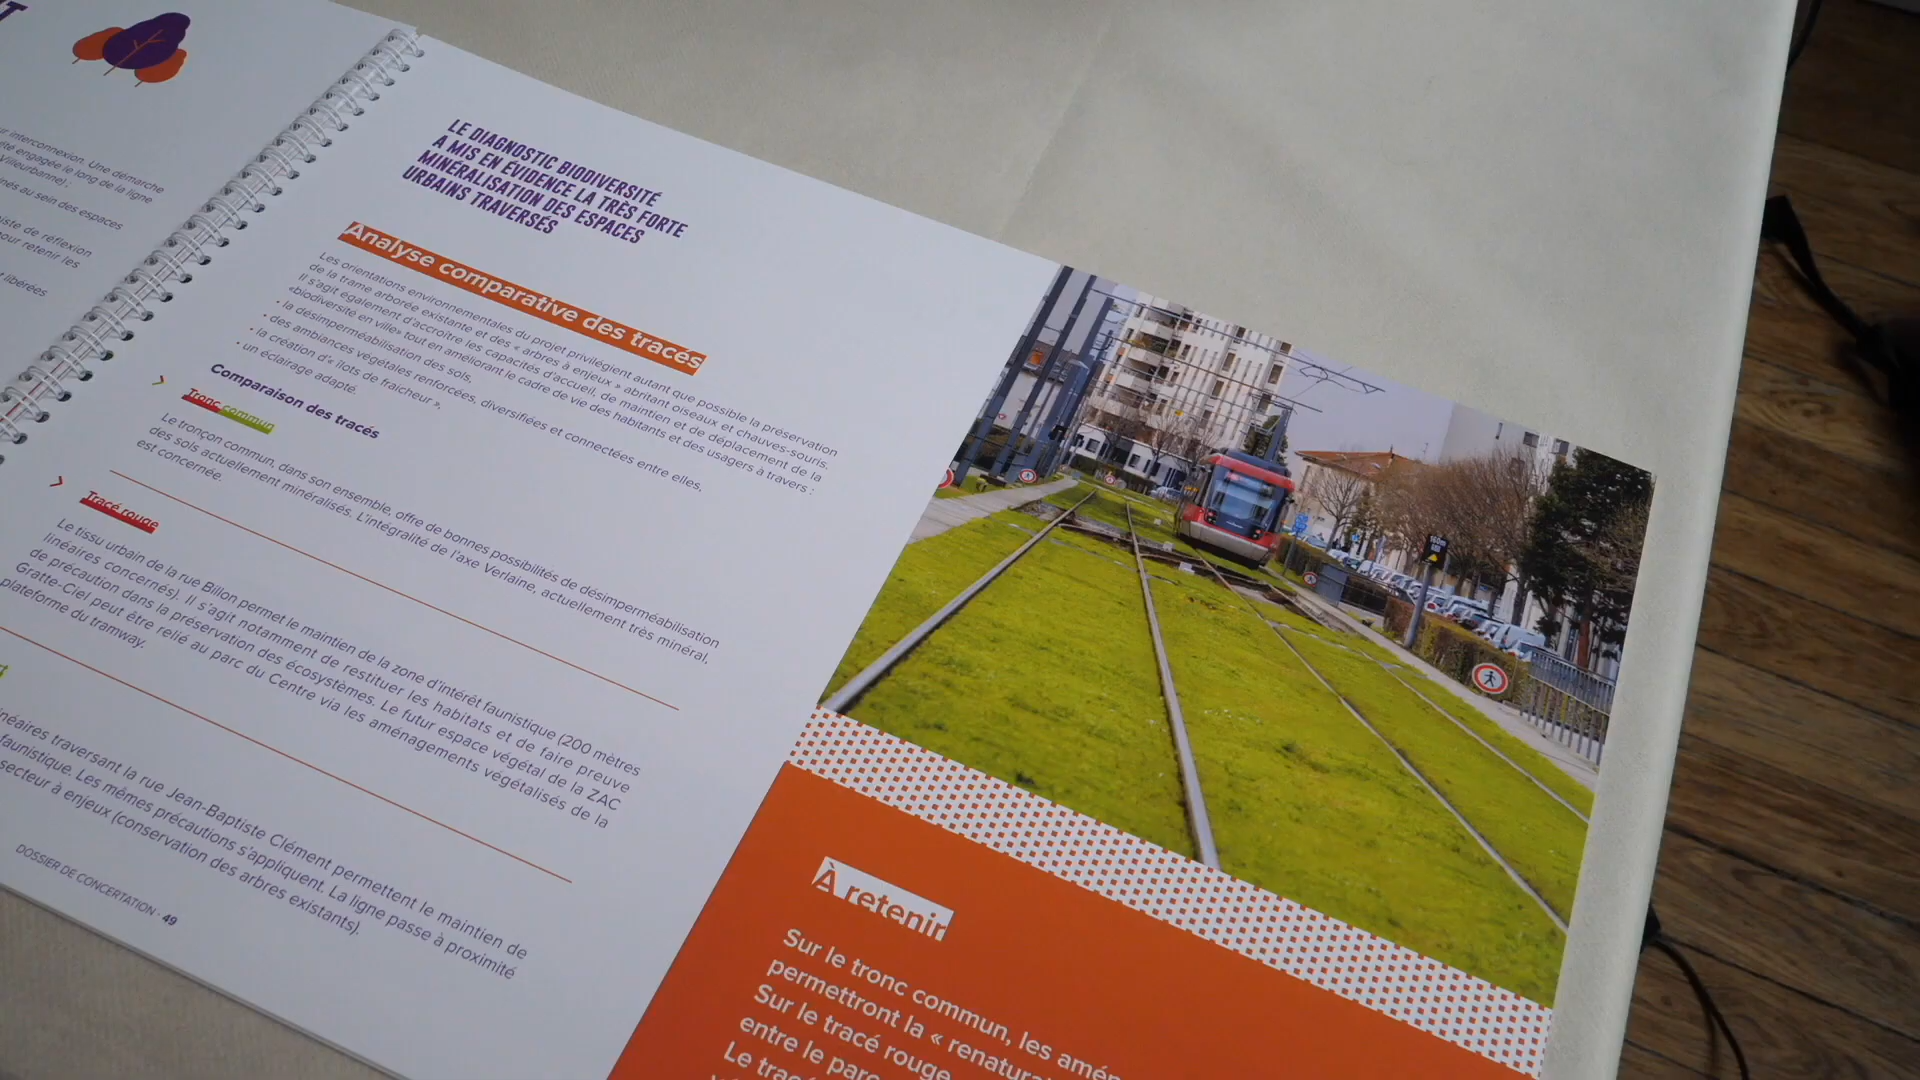 T
ur interconnexion. Une démarche
ité engagée le long de la ligne
Villeurbanne) ;
nés au sein des espaces
iste de réflexion
our retenir les
t libérées
LE DIAGNOSTIC BIODIVERSITÉ
A MIS EN ÉVIDENCE LA TRÈS FORTE
MINÉRALISATION DES ESPACES
URBAINS TRAVERSÉS
Analyse comparative des tracés
Les orientations environnementales du projet privilégient autant que possible la préservation
de la trame arborée existante et des « arbres à enjeux » abritant oiseaux et chauves-souris.
Il s'agit également d'accroître les capacités d'accueil, de maintien et de déplacement de la
«biodiversité en ville» tout en améliorant le cadre de vie des habitants et des usagers à travers :
• la désimperméabilisation des sols,
• des ambiances végétales renforcées, diversifiées et connectées entre elles,
• la création d'« îlots de fraicheur »,
• un éclairage adapté.
Comparaison des tracés
Tronc commun
Le tronçon commun, dans son ensemble, offre de bonnes possibilités de désimperméabilisation
des sols actuellement minéralisés. L'intégralité de l'axe Verlaine, actuellement très minéral,
est concernée.
Tracé rouge
Le tissu urbain de la rue Billon permet le maintien de la zone d'intérêt faunistique (200 mètres
linéaires concernés). Il s'agit notamment de restituer les habitats et de faire preuve
de précaution dans la préservation des écosystèmes. Le futur espace végétal de la ZAC
Gratte-Ciel peut être relié au parc du Centre via les aménagements végétalisés de la
plateforme du tramway.
rt
inéaires traversant la rue Jean-Baptiste Clément permettent le maintien de
faunistique. Les mêmes précautions s'appliquent. La ligne passe à proximité
secteur à enjeux (conservation des arbres existants).
DOSSIER DE CONCERTATION · 49
À retenir
Sur le tronc commun, les amén
permettront la « renatura
Sur le tracé rouge
entre le parc
Le tracé